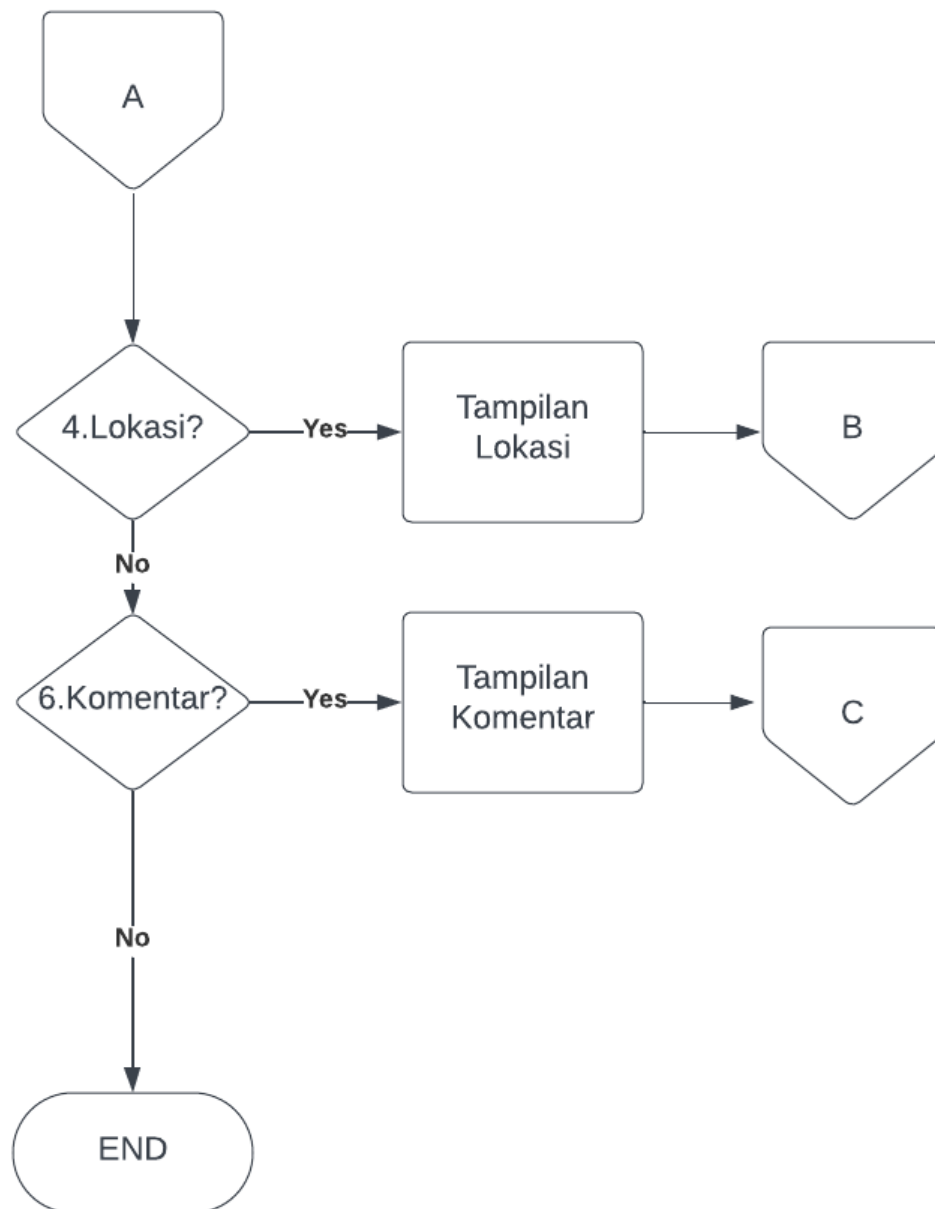 A
4.Lokasi?
Yes
Tampilan
Lokasi
B
No
6.Komentar?
Yes
Tampilan
Komentar
C
No
END